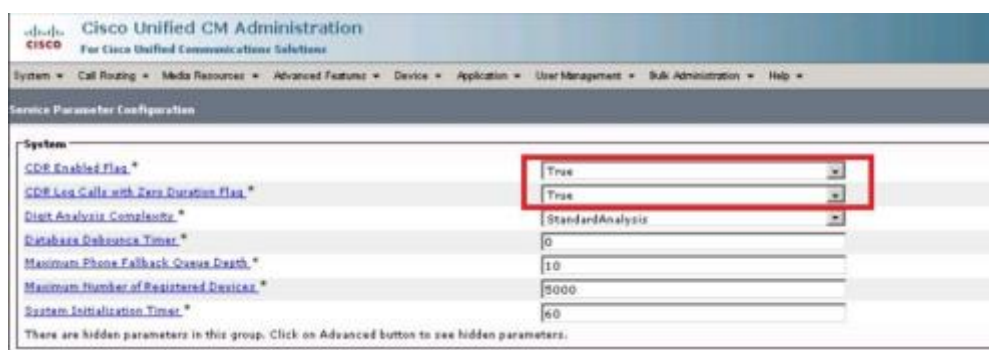 Cisco Unified CM Administration
CISCO
For Cisco Unified Communications Solutions
System Call Routing Media Resources Advanced Features Device Application User Management Bulk Administration Help
Service Parameter Configuration
System
CDR Enabled Flag * True
CDR Log Calls with Zero Duration Flag * True
Digit Analysis Complexity * StandardAnalysis
Database Debounce Timer * 0
Maximum Phone Fallback Queue Depth * 10
Maximum Number of Registered Devices * 5000
System Initialization Timer * 60
There are hidden parameters in this group. Click on Advanced button to see hidden parameters.